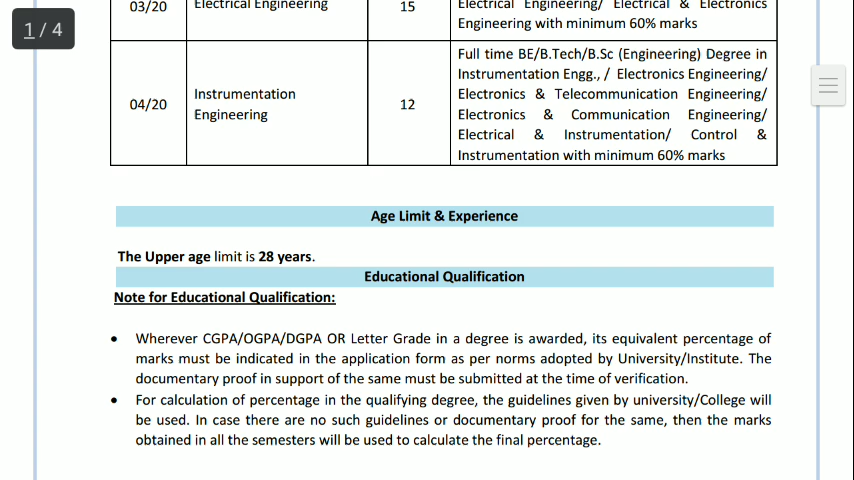 1 / 4
03/20
Electrical Engineering
15
Electrical Engineering/ Electrical & Electronics
Engineering with minimum 60% marks
04/20
Instrumentation
Engineering
12
Full time BE/B.Tech/B.Sc (Engineering) Degree in
Instrumentation Engg., / Electronics Engineering/
Electronics & Telecommunication Engineering/
Electronics & Communication Engineering/
Electrical & Instrumentation/ Control &
Instrumentation with minimum 60% marks
Age Limit & Experience
The Upper age limit is 28 years.
Educational Qualification
Note for Educational Qualification:
• Wherever CGPA/OGPA/DGPA OR Letter Grade in a degree is awarded, its equivalent percentage of
marks must be indicated in the application form as per norms adopted by University/Institute. The
documentary proof in support of the same must be submitted at the time of verification.
• For calculation of percentage in the qualifying degree, the guidelines given by university/College will
be used. In case there are no such guidelines or documentary proof for the same, then the marks
obtained in all the semesters will be used to calculate the final percentage.